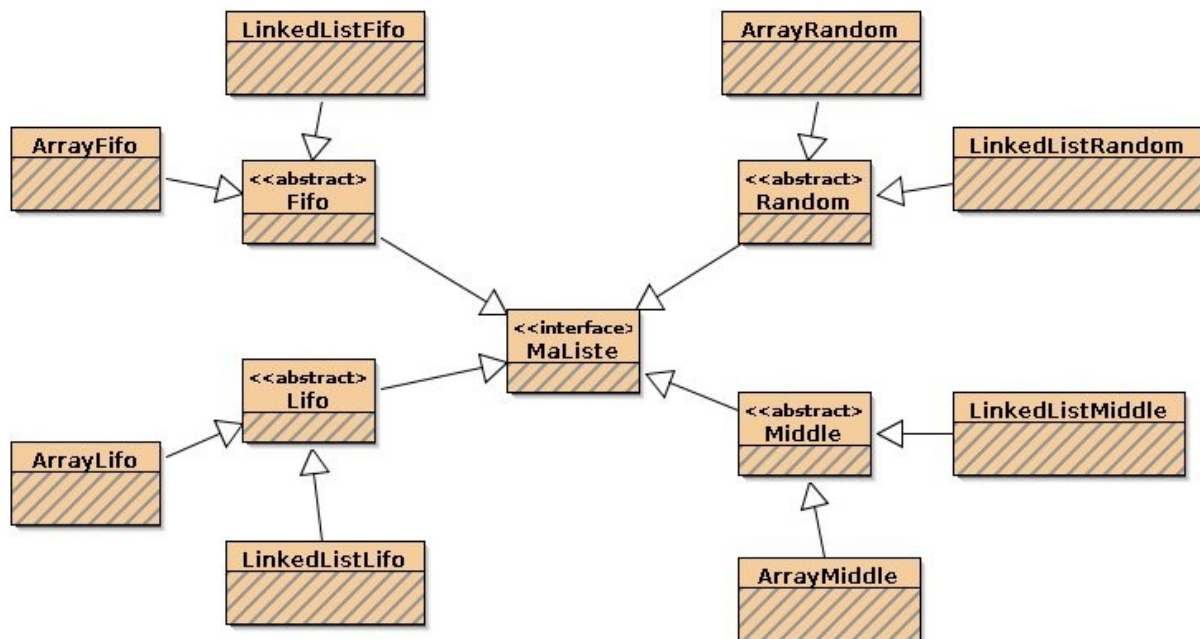 LinkedListFifo
ArrayRandom
ArrayFifo
LinkedListRandom
<<abstract>
Fifo
<<abstract>
Random
<<interface>
MaListe
<<abstract>
Lifo
<<abstract>
Middle
LinkedListMiddle
ArrayLifo
LinkedListLifo
ArrayMiddle